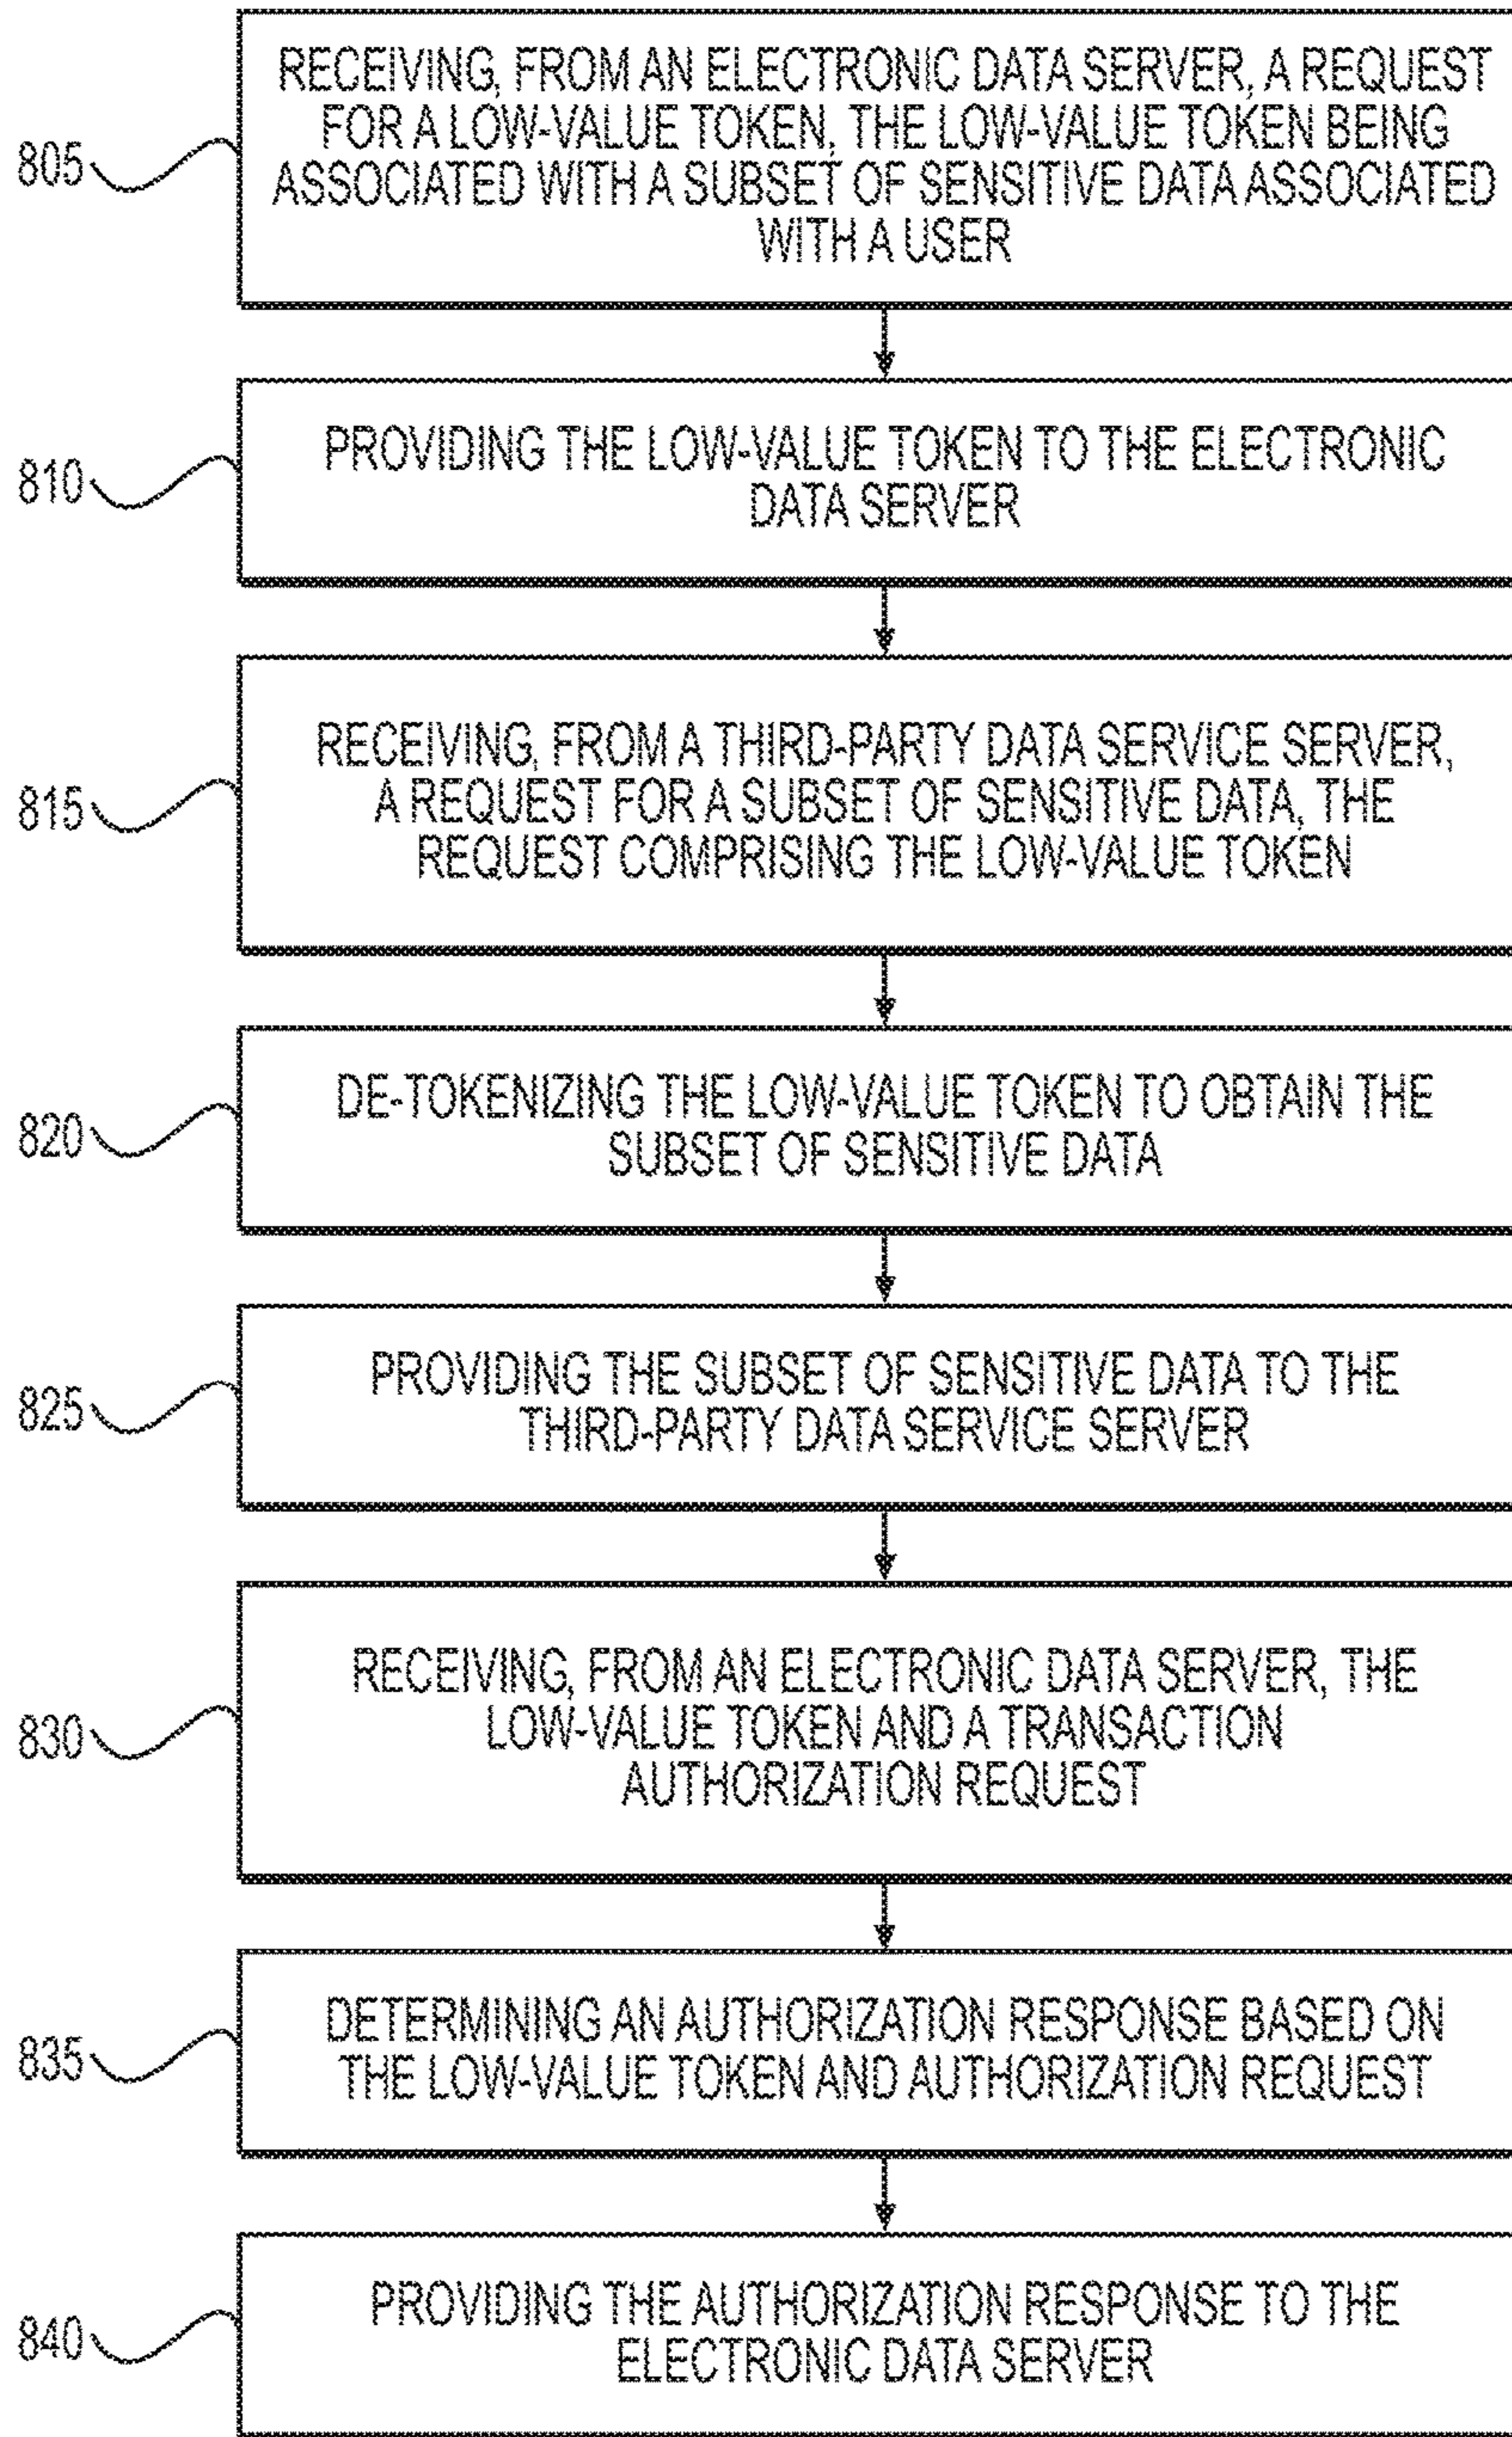 805
RECEIVING, FROM AN ELECTRONIC DATA SERVER, A REQUEST
FOR A LOW-VALUE TOKEN, THE LOW-VALUE TOKEN BEING
ASSOCIATED WITH A SUBSET OF SENSITIVE DATA ASSOCIATED
WITH A USER
810
PROVIDING THE LOW-VALUE TOKEN TO THE ELECTRONIC
DATA SERVER
815
RECEIVING, FROM A THIRD-PARTY DATA SERVICE SERVER,
A REQUEST FOR A SUBSET OF SENSITIVE DATA, THE
REQUEST COMPRISING THE LOW-VALUE TOKEN
820
DE-TOKENIZING THE LOW-VALUE TOKEN TO OBTAIN THE
SUBSET OF SENSITIVE DATA
825
PROVIDING THE SUBSET OF SENSITIVE DATA TO THE
THIRD-PARTY DATA SERVICE SERVER
830
RECEIVING, FROM AN ELECTRONIC DATA SERVER, THE
LOW-VALUE TOKEN AND A TRANSACTION
AUTHORIZATION REQUEST
835
DETERMINING AN AUTHORIZATION RESPONSE BASED ON
THE LOW-VALUE TOKEN AND AUTHORIZATION REQUEST
840
PROVIDING THE AUTHORIZATION RESPONSE TO THE
ELECTRONIC DATA SERVER